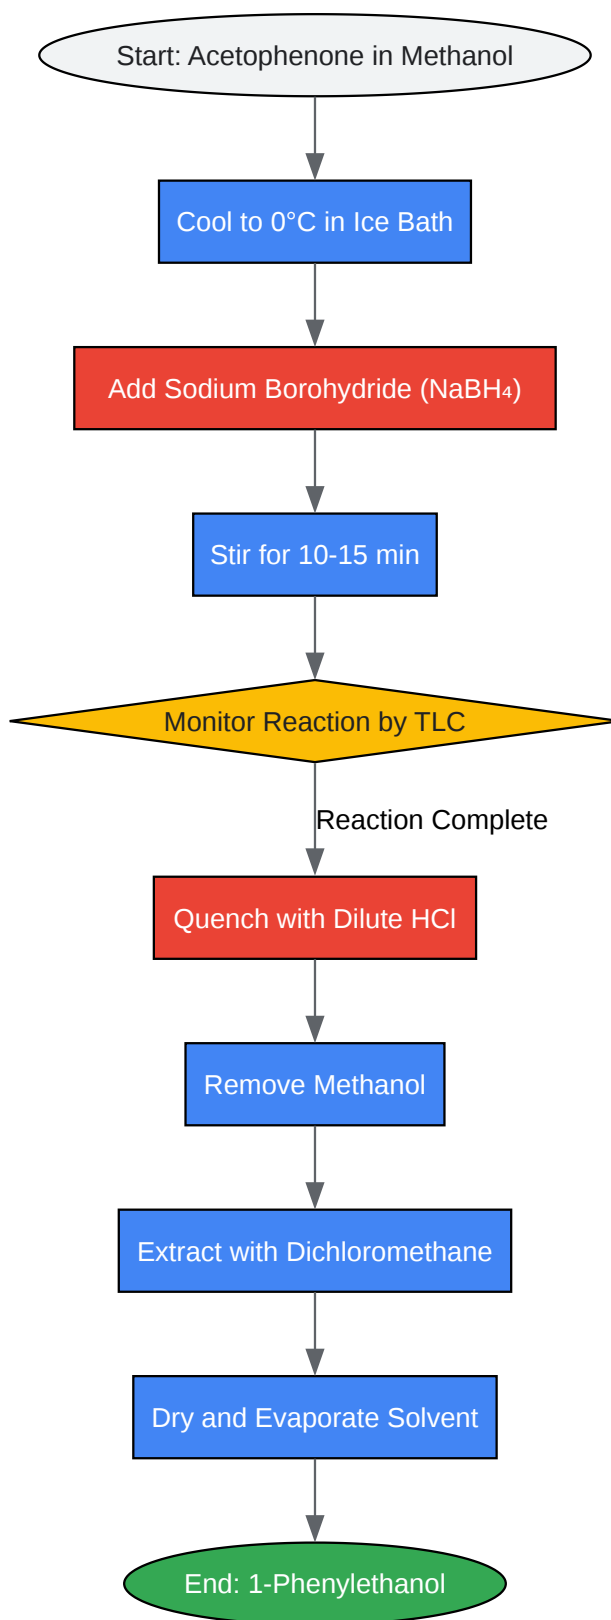 Start: Acetophenone in Methanol
Cool to 0°C in Ice Bath
Add Sodium Borohydride (NaBH₄)
Stir for 10-15 min
Monitor Reaction by TLC
Reaction Complete
Quench with Dilute HCl
Remove Methanol
Extract with Dichloromethane
Dry and Evaporate Solvent
End: 1-Phenylethanol